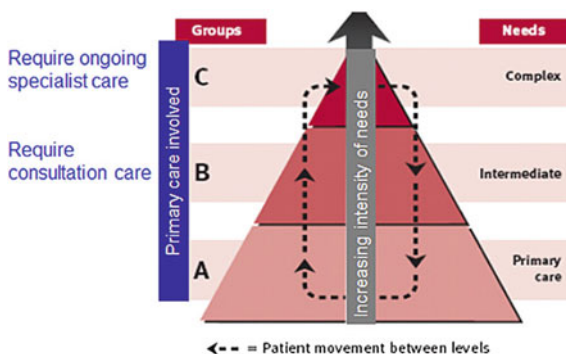 Groups
Needs
Require ongoing
specialist care
C
Complex
Primary care involved
Increasing intensity of needs
Require
consultation care
B
Intermediate
A
Primary
care
= Patient movement between levels